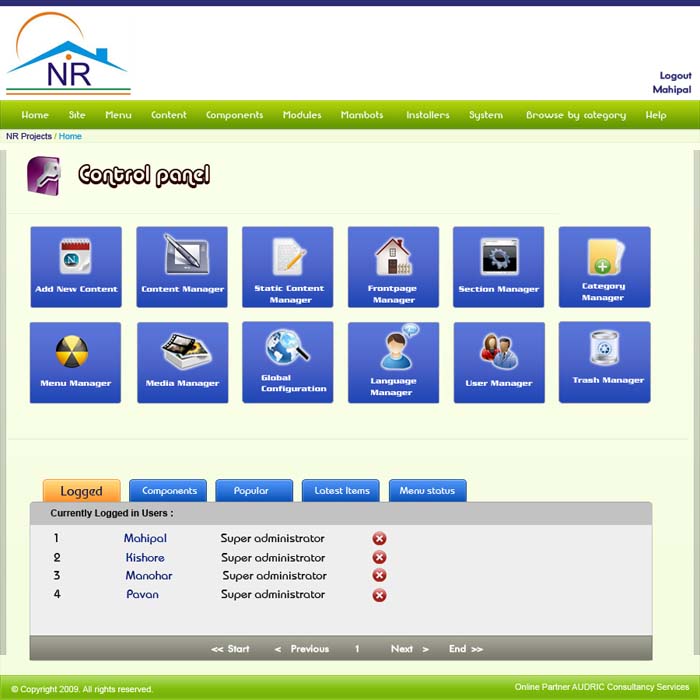 NR
Logout
Mahipal
Home Site Menu Content Components Modules Mambots Installers System Browse by category Help
NR Projects / Home
Control panel
Add New Content
Content Manager
Static Content
Manager
Frontpage
Manager
Section Manager
Category
Manager
Menu Manager
Media Manager
Global
Configuration
Language
Manager
User Manager
Trash Manager
Logged Components Popular Latest Items Menu status
Currently Logged in Users :
1 Mahipal Super administrator
2 Kishore Super administrator
3 Manohar Super administrator
4 Pavan Super administrator
<< Start < Previous 1 Next > End >>
© Copyright 2009. All rights reserved. Online Partner AUDRIC Consultancy Services